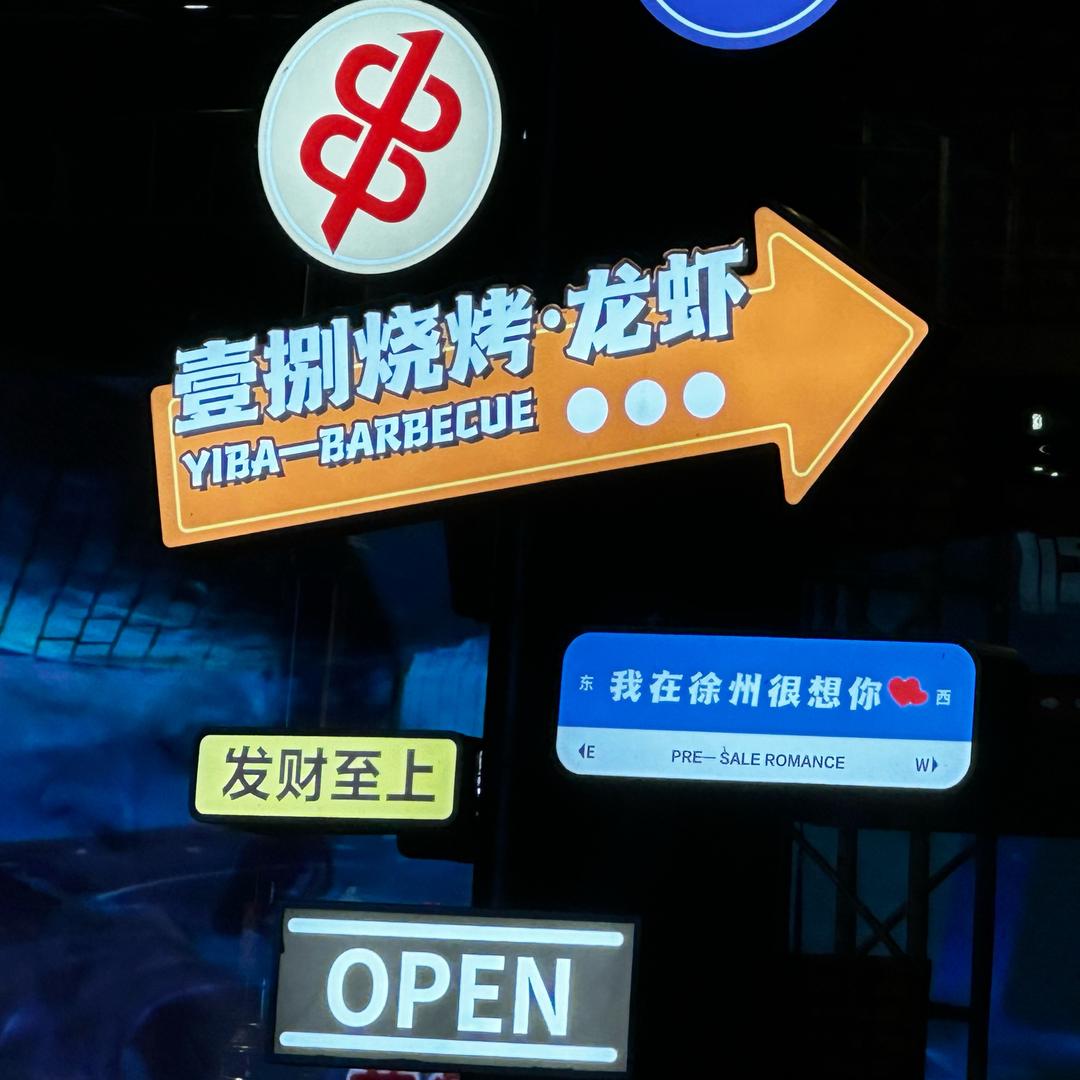 壹捌烧烤·龙虾
YIBA—BARBECUE
东 我在徐州很想你 西
E PRE—SALE ROMANCE W
发财至上
OPEN